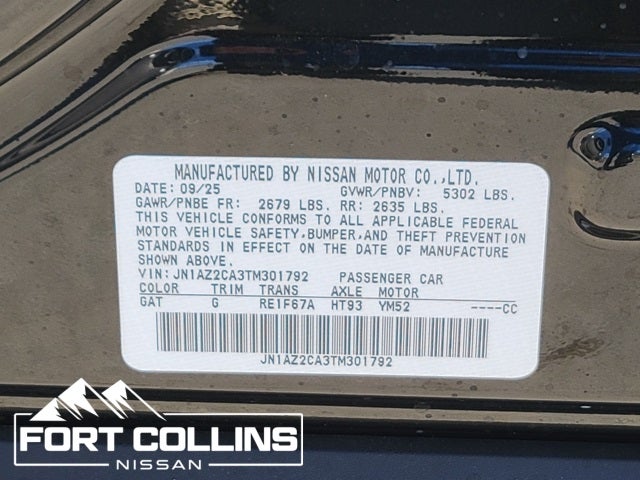 MANUFACTURED BY NISSAN MOTOR CO.,LTD.
DATE: 09/25 GVWR/PNBV: 5302 LBS.
GAWR/PNBE FR: 2679 LBS. RR: 2635 LBS.
THIS VEHICLE CONFORMS TO ALL APPLICABLE FEDERAL
MOTOR VEHICLE SAFETY,BUMPER,AND THEFT PREVENTION
STANDARDS IN EFFECT ON THE DATE OF MANUFACTURE
SHOWN ABOVE.
VIN: JN1AZ2CA3TM301792 PASSENGER CAR
COLOR TRIM TRANS AXLE MOTOR
GAT G RE1F67A HT93 YM52 ----CC
JN1AZ2CA3TM301792
FORT COLLINS
NISSAN